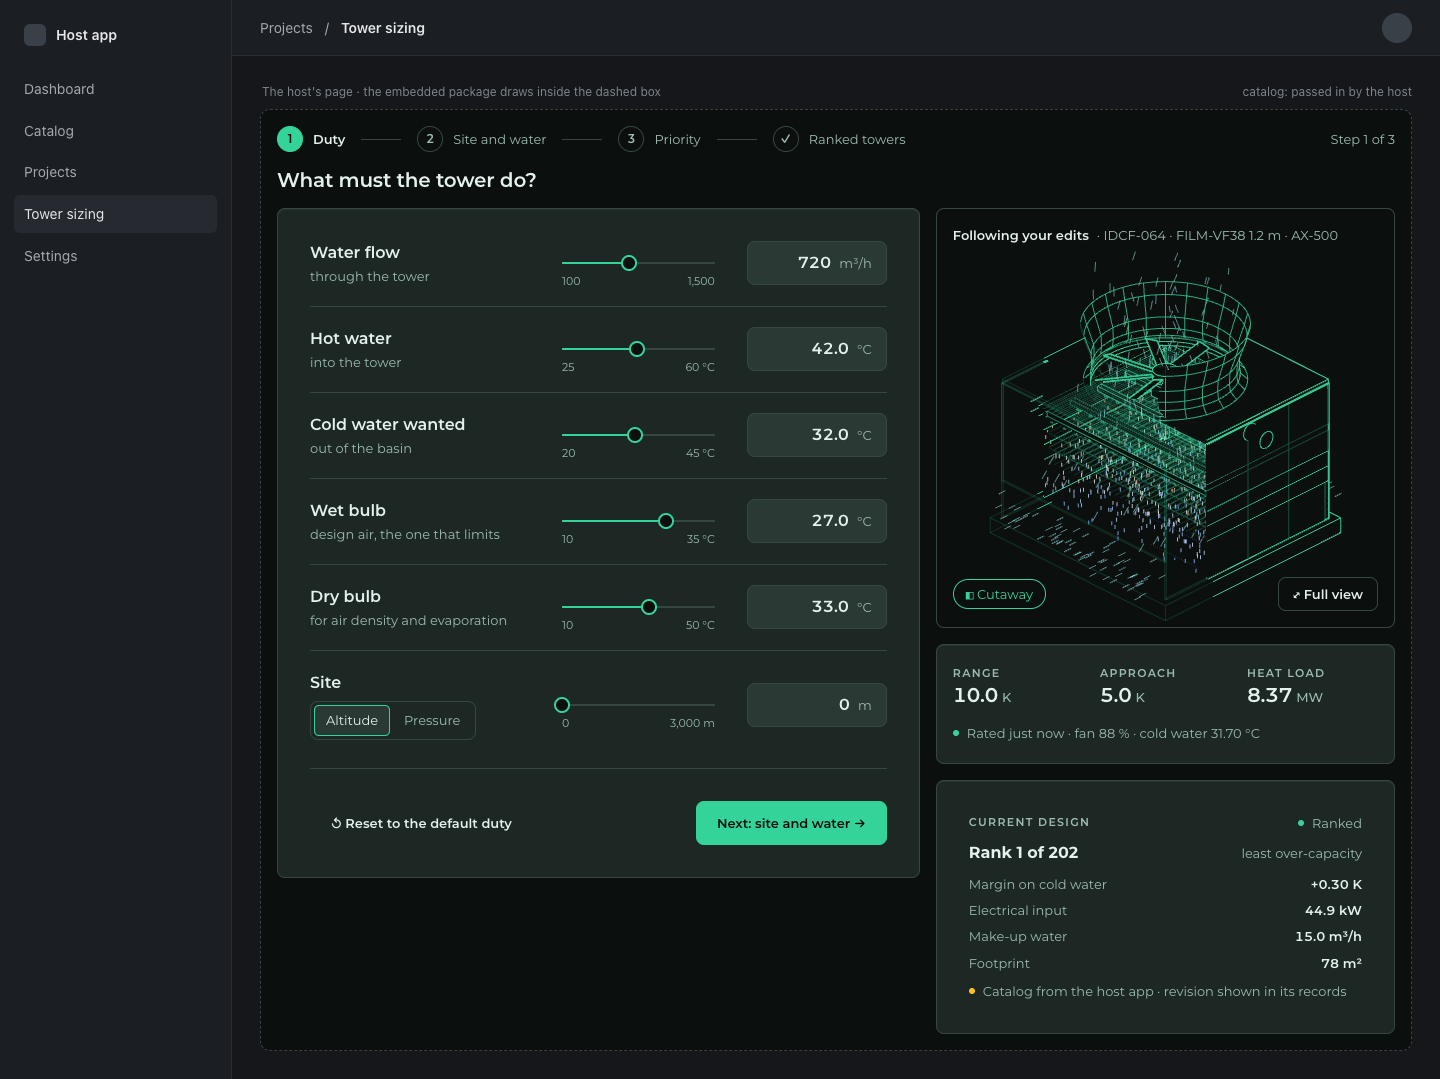 Host app
Dashboard
Catalog
Projects
Tower sizing
Settings
Projects / Tower sizing
The host's page · the embedded package draws inside the dashed box
catalog: passed in by the host
1 Duty
2 Site and water
3 Priority
✓ Ranked towers
Step 1 of 3
What must the tower do?
Water flow
through the tower
100
1,500
720 m³/h
Hot water
into the tower
25
60 °C
42.0 °C
Cold water wanted
out of the basin
20
45 °C
32.0 °C
Wet bulb
design air, the one that limits
10
35 °C
27.0 °C
Dry bulb
for air density and evaporation
10
50 °C
33.0 °C
Site
Altitude
Pressure
0
3,000 m
0 m
↺ Reset to the default duty
Next: site and water →
Following your edits · IDCF-064 · FILM-VF38 1.2 m · AX-500
Cutaway
⤢ Full view
RANGE
10.0 K
APPROACH
5.0 K
HEAT LOAD
8.37 MW
Rated just now · fan 88 % · cold water 31.70 °C
CURRENT DESIGN
Ranked
Rank 1 of 202
least over-capacity
Margin on cold water
+0.30 K
Electrical input
44.9 kW
Make-up water
15.0 m³/h
Footprint
78 m²
Catalog from the host app · revision shown in its records